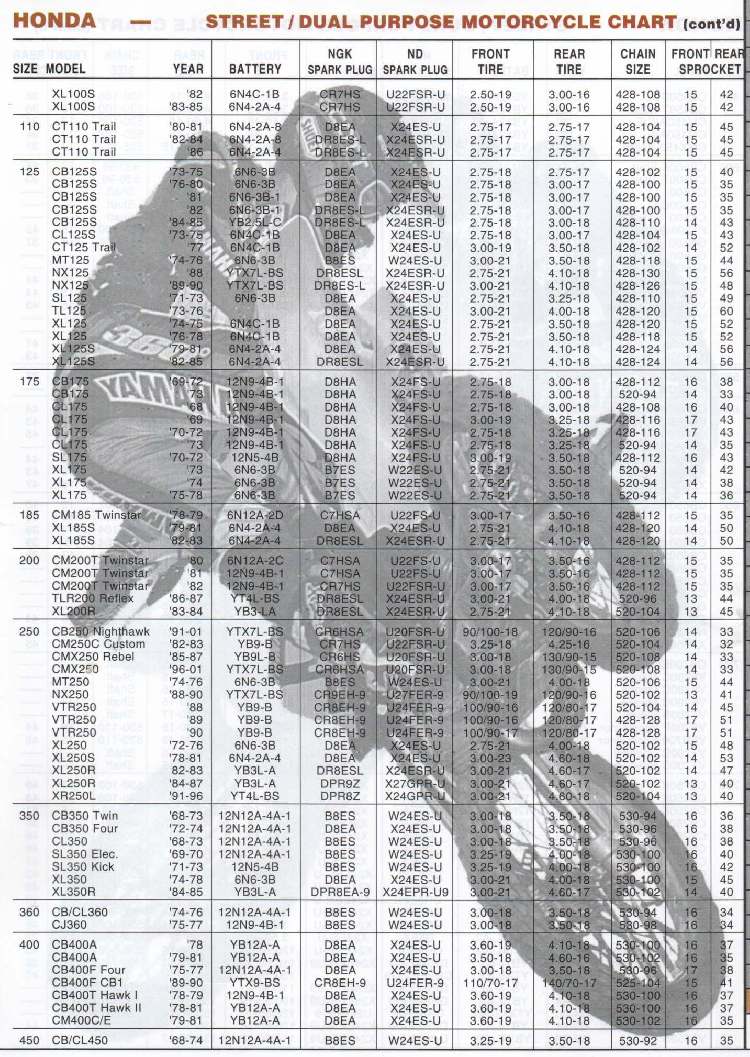 HONDA — STREET / DUAL PURPOSE MOTORCYCLE CHART (cont'd)
NGK ND FRONT REAR CHAIN FRONT REAR
SIZE MODEL YEAR BATTERY SPARK PLUG SPARK PLUG TIRE TIRE SIZE SPROCKET
XL100S '82 6N4C-1B CR7HS U22FSR-U 2.50-19 3.00-16 428-108 15 42
XL100S '83-85 6N4-2A-4 CR7HS U22FSR-U 2.50-19 3.00-16 428-108 15 42
110 CT110 Trail '80-81 6N4-2A-8 D8EA X24ES-U 2.75-17 2.75-17 428-104 15 45
CT110 Trail '82-84 6N4-2A-8 DR8ES-L X24ESR-U 2.75-17 2.75-17 428-104 15 45
CT110 Trail '86 6N4-2A-4 DR8ES-L X24ESR-U 2.75-17 2.75-17 428-104 15 45
125 CB125S '73-75 6N6-3B D8EA X24ES-U 2.75-18 2.75-17 428-102 15 40
CB125S '76-80 6N6-3B D8EA X24ES-U 2.75-18 3.00-17 428-100 15 35
CB125S '81 6N6-3B-1 D8EA X24ES-U 2.75-18 3.00-17 428-100 15 35
CB125S '82 6N6-3B-1 DR8ES-L X24ESR-U 2.75-18 3.00-17 428-100 15 35
CB125S '84-85 YB2.5L-C DR8ES-L X24ESR-U 2.75-18 3.00-18 428-110 14 43
CL125S '73-75 6N4C-1B D8EA X24ES-U 2.75-18 3.00-17 428-104 14 43
CT125 Trail '77 6N4C-1B D8EA X24ES-U 3.00-19 3.50-18 428-102 14 52
MT125 '74-76 6N6-3B B8ES W24ES-U 3.00-21 3.50-18 428-118 15 44
NX125 '88 YTX7L-BS DR8ESL X24ESR-U 2.75-21 4.10-18 428-130 15 56
NX125 '89-90 YTX7L-BS DR8ES-L X24ESR-U 3.00-21 4.10-18 428-126 15 48
SL125 '71-73 6N6-3B D8EA X24ES-U 2.75-21 3.25-18 428-110 15 49
TL125 '73-76 D8EA X24ES-U 3.00-21 4.00-18 428-120 15 60
XL125 '74-75 6N4C-1B D8EA X24ES-U 2.75-21 3.50-18 428-120 15 52
XL125 '76-78 6N4C-1B D8EA X24ES-U 2.75-21 3.50-18 428-118 15 52
XL125S '79-81 6N4-2A-4 D8EA X24ES-U 2.75-21 4.10-18 428-124 14 56
XL125S '82-85 6N4-2A-4 DR8ESL X24ESR-U 2.75-21 4.10-18 428-124 14 56
175 CB175 '69-72 12N9-4B-1 D8HA X24FS-U 2.75-18 3.00-18 428-112 16 38
CB175 '73 12N9-4B-1 D8HA X24FS-U 2.75-18 3.00-18 520-94 14 33
CL175 '68 12N9-4B-1 D8HA X24FS-U 2.75-18 3.00-18 428-108 16 40
CL175 '69 12N9-4B-1 D8HA X24FS-U 3.00-19 3.25-18 428-116 17 43
CL175 '70-72 12N9-4B-1 D8HA X24FS-U 2.75-18 3.25-18 428-116 17 43
CL175 '73 12N9-4B-1 D8HA X24FS-U 2.75-18 3.25-18 520-94 14 35
SL175 '70-72 12N5-4B D8HA X24FS-U 2.75-21 3.50-18 428-112 16 43
XL175 '73 6N6-3B B7ES W22ES-U 2.75-21 3.50-18 520-94 14 42
XL175 '74 6N6-3B B7ES W22ES-U 2.75-21 3.50-18 520-94 14 38
XL175 '75-78 6N6-3B B7ES W22ES-U 2.75-21 3.50-18 520-94 14 36
185 CM185 Twinstar '78-79 6N12A-2D C7HSA U22FS-U 3.00-17 3.50-16 428-112 15 35
XL185S '79-81 6N4-2A-4 D8EA X24ES-U 2.75-21 4.10-18 428-120 14 50
XL185S '82-83 6N4-2A-4 DR8ESL X24ESR-U 2.75-21 4.10-18 428-120 14 50
200 CM200T Twinstar '80 6N12A-2C C7HSA U22FS-U 3.00-17 3.50-16 428-112 15 35
CM200T Twinstar '81 12N9-4B-1 C7HSA U22FS-U 3.00-17 3.50-16 428-112 15 35
CM200T Twinstar '82 12N9-4B-1 CR7HS U22FSR-U 3.00-17 3.50-16 428-112 15 35
TLR200 Reflex '86-87 YT4L-BS DR8ESL X24ESR-U 3.00-21 4.00-18 520-96 13 44
XL200R '83-84 YB3-LA DR8ESL X24ESR-U 2.75-21 4.10-18 520-104 13 45
250 CB250 Nighthawk '91-01 YTX7L-BS CR6HSA U20FSR-U 90/100-18 120/90-16 520-106 14 33
CM250C Custom '82-83 YB9-B CR7HS U22FSR-U 3.25-18 4.25-16 520-104 14 32
CMX250 Rebel '85-87 YB9L-B CR6HS U20FSR-U 3.00-18 130/90-15 520-108 14 33
CMX250 '96-01 YTX7L-BS CR6HSA U20FSR-U 3.00-18 130/90-15 520-108 14 33
MT250 '74-76 6N6-3B B8ES W24ES-U 3.00-21 4.00-18 520-106 15 44
NX250 '88-90 YTX7L-BS CR9EH-9 U27FER-9 90/100-19 120/90-16 520-102 13 41
VTR250 '88 YB9-B CR8EH-9 U24FER-9 100/90-16 120/80-17 520-104 14 45
VTR250 '89 YB9-B CR8EH-9 U24FER-9 100/90-16 120/80-17 428-128 17 51
VTR250 '90 YB9-B CR8EH-9 U24FER-9 100/90-17 120/80-17 428-128 17 51
XL250 '72-76 6N6-3B D8EA X24ES-U 2.75-21 4.00-18 520-102 15 48
XL250S '78-81 6N4-2A-4 D8EA X24ES-U 3.00-23 4.60-18 520-102 14 53
XL250R 82-83 YB3L-A DR8ESL X24ESR-U 3.00-21 4.60-17 520-102 14 47
XL250R '84-87 YB3L-A DPR9Z X27GPR-U 3.00-21 4.60-17 520-102 13 40
XR250L '91-96 YT4L-BS DPR8Z X24GPR-U 3.00-21 4.60-18 520-104 13 40
350 CB350 Twin '68-73 12N12A-4A-1 B8ES W24ES-U 3.00-18 3.50-18 530-94 16 36
CB350 Four '72-74 12N12A-4A-1 D8EA X24ES-U 3.00-18 3.50-18 530-96 16 38
CL350 '68-73 12N12A-4A-1 B8ES W24ES-U 3.00-18 3.50-18 530-96 16 38
SL350 Elec. '69-70 12N12A-4A-1 B8ES W24ES-U 3.25-19 4.00-18 530-100 16 40
SL350 Kick '71-73 12N5-4B B8ES W24ES-U 3.25-19 4.00-18 530-100 16 42
XL350 '74-78 6N6-3B D8EA X24ES-U 3.00-21 4.00-18 530-100 15 45
XL350R '84-85 YB3L-A DPR8EA-9 X24EPR-U9 3.00-21 4.60-17 530-102 14 40
360 CB/CL360 '74-76 12N12A-4A-1 B8ES W24ES-U 3.00-18 3.50-18 530-94 16 34
CJ360 '75-77 12N9-4B-1 B8ES W24ES-U 3.00-18 3.50-18 530-98 16 34
400 CB400A '78 YB12A-A D8EA X24ES-U 3.60-19 4.10-18 530-100 16 37
CB400A '79-81 YB12A-A D8EA X24ES-U 3.60-19 4.10-18 530-100 16 35
CB400F Four '75-77 12N12A-4A-1 D8EA X24ES-U 3.00-18 3.50-18 530-96 17 38
CB400F CB1 '89-90 YTX9-BS CR8EH-9 U24FER-9 110/70-17 140/70-17 525-104 15 41
CB400T Hawk I '78-79 12N9-4B-1 D8EA X24ES-U 3.60-19 4.10-18 530-100 16 37
CB400T Hawk II '78-81 YB12A-A D8EA X24ES-U 3.60-19 4.10-18 530-100 16 37
CM400C/E '79-81 YB12A-A D8EA X24ES-U 3.50-18 4.60-16 530-102 16 35
450 CB/CL450 '68-74 12N12A-4A-1 B8ES W24ES-U 3.25-19 3.50-18 530-92 16 35